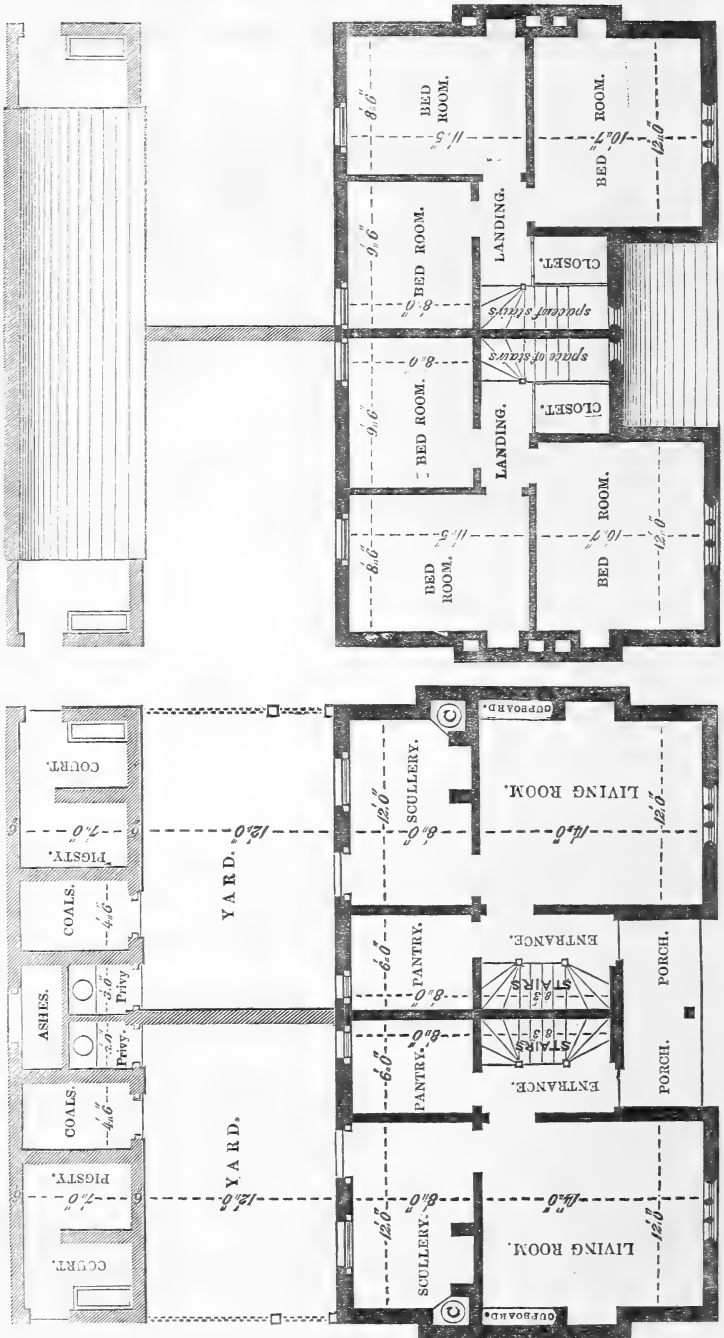 8',,6"
BED
ROOM.
11',,5"
BED ROOM.
10',,7"
12',,0"
9',,6"
BED ROOM.
8',,0"
LANDING.
CLOSET.
space of stairs
space of stairs
8',,0"
BED ROOM.
9',,6"
LANDING.
CLOSET.
8',,6"
11',,5"
BED
ROOM.
BED ROOM.
10',,7"
12',,0"
COURT.
PIGSTY.
7',,0"
COALS.
4',,6"
ASHES.
3',,0"
Privy
3',,0"
Privy.
COALS.
4',,6"
PIGSTY.
7',,0"
COURT.
YARD.
12',,0"
YARD.
12',,0"
12',,0"
SCULLERY.
8',,0"
C
CUPBOARD.
LIVING ROOM.
14',,0"
12',,0"
6',,0"
PANTRY.
8',,0"
STAIRS
ENTRANCE.
PORCH.
8',,0"
6',,0"
PANTRY.
STAIRS
ENTRANCE.
PORCH.
12',,0"
8',,0"
SCULLERY.
C
CUPBOARD.
LIVING ROOM.
14',,0"
12',,0"